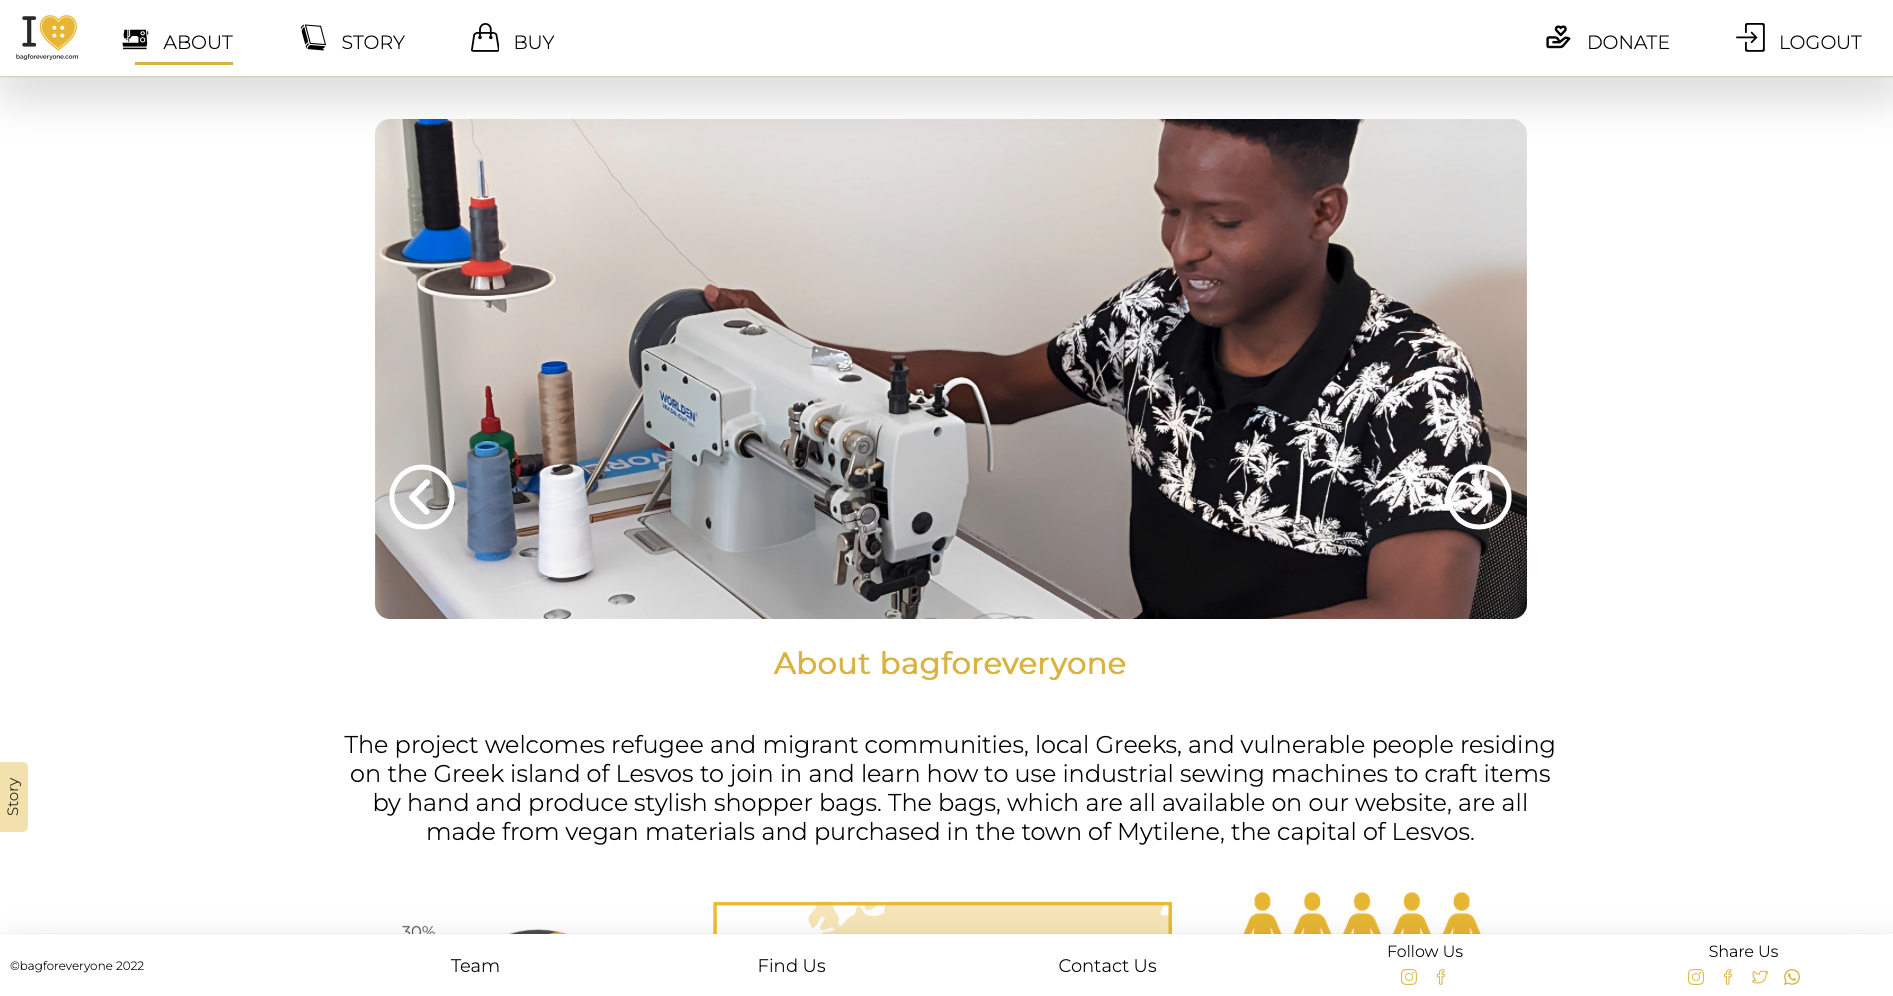 I
bagforeveryone.com
ABOUT
STORY
BUY
DONATE
LOGOUT
WORLDEN
About bagforeveryone
The project welcomes refugee and migrant communities, local Greeks, and vulnerable people residing
on the Greek island of Lesvos to join in and learn how to use industrial sewing machines to craft items
by hand and produce stylish shopper bags. The bags, which are all available on our website, are all
made from vegan materials and purchased in the town of Mytilene, the capital of Lesvos.
Story
30%
©bagforeveryone 2022
Team
Find Us
Contact Us
Follow Us
Share Us